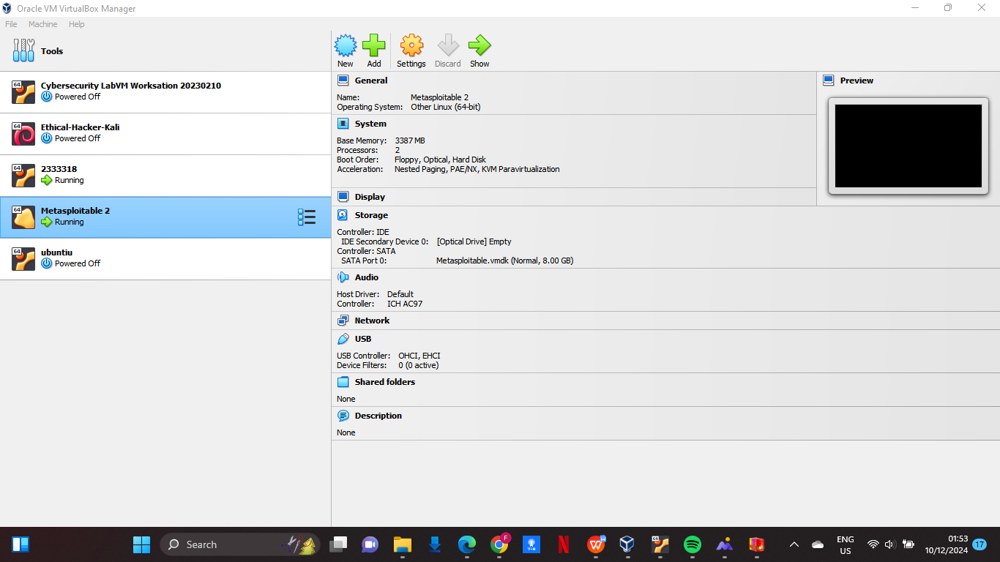 Oracle VM VirtualBox Manager
File Machine Help
Tools
New Add Settings Discard Show
64
Cybersecurity LabVM Worksation 20230210
Powered Off
64
Ethical-Hacker-Kali
Powered Off
64
2333318
Running
64
Metasploitable 2
Running
64
ubuntiu
Powered Off
General
Name: Metasploitable 2
Operating System: Other Linux (64-bit)
System
Base Memory: 3387 MB
Processors: 2
Boot Order: Floppy, Optical, Hard Disk
Acceleration: Nested Paging, PAE/NX, KVM Paravirtualization
Display
Preview
Storage
Controller: IDE
IDE Secondary Device 0: [Optical Drive] Empty
Controller: SATA
SATA Port 0: Metasploitable.vmdk (Normal, 8.00 GB)
Audio
Host Driver: Default
Controller: ICH AC97
Network
USB
USB Controller: OHCI, EHCI
Device Filters: 0 (0 active)
Shared folders
None
Description
None
Search
F
N
W
64
ENG
US
01:53
10/12/2024
17